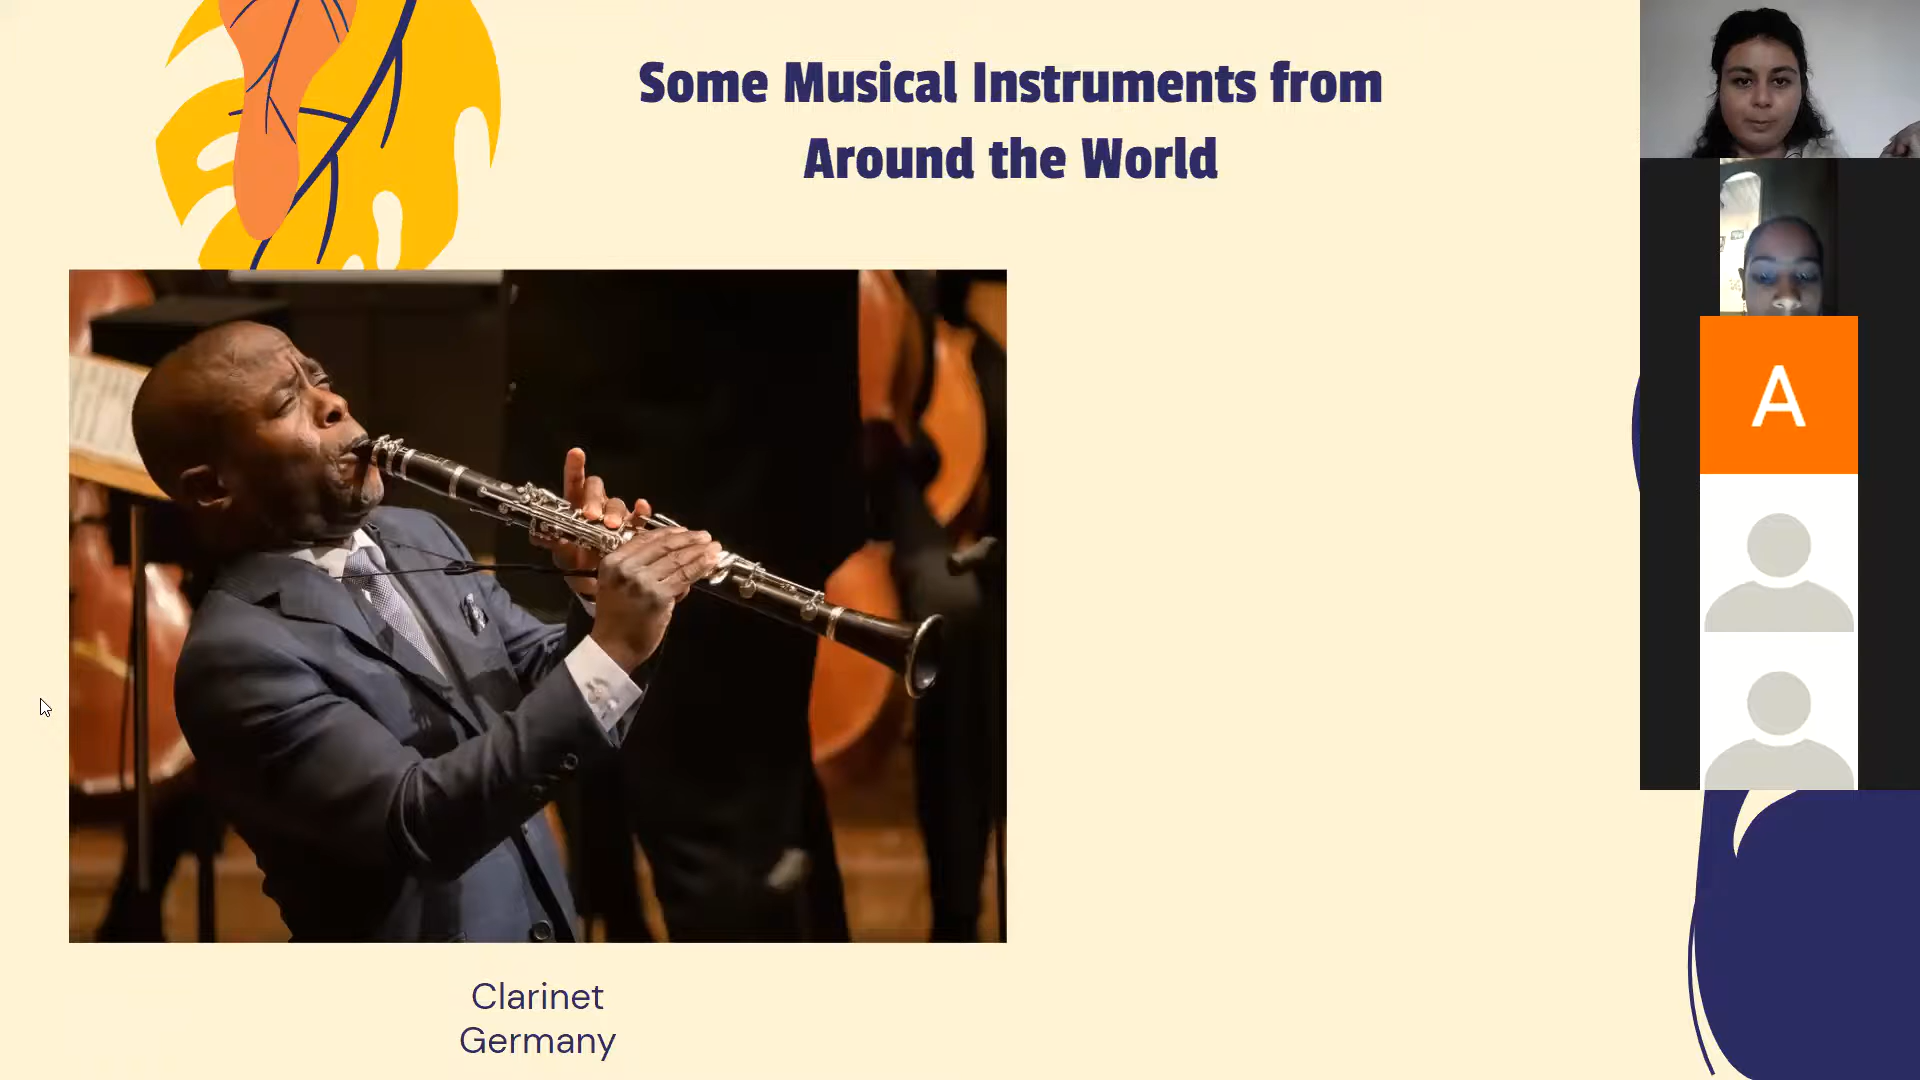 Some Musical Instruments from
Around the World
A
Clarinet
Germany